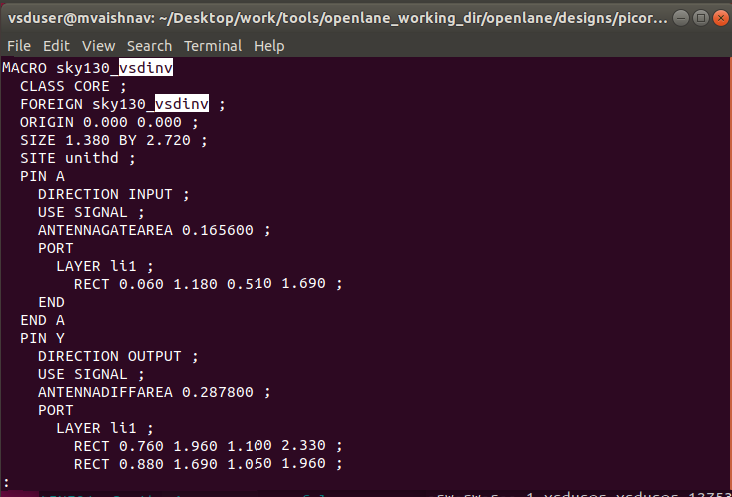 vsduser@mvaishnav: ~/Desktop/work/tools/openlane_working_dir/openlane/designs/picor...
File Edit View Search Terminal Help
MACRO sky130_vsdinv
CLASS CORE ;
FOREIGN sky130_vsdinv ;
ORIGIN 0.000 0.000 ;
SIZE 1.380 BY 2.720 ;
SITE unithd ;
PIN A
DIRECTION INPUT ;
USE SIGNAL ;
ANTENNAGATEAREA 0.165600 ;
PORT
LAYER li1 ;
RECT 0.060 1.180 0.510 1.690 ;
END
END A
PIN Y
DIRECTION OUTPUT ;
USE SIGNAL ;
ANTENNADIFFAREA 0.287800 ;
PORT
LAYER li1 ;
RECT 0.760 1.960 1.100 2.330 ;
RECT 0.880 1.690 1.050 1.960 ;
: